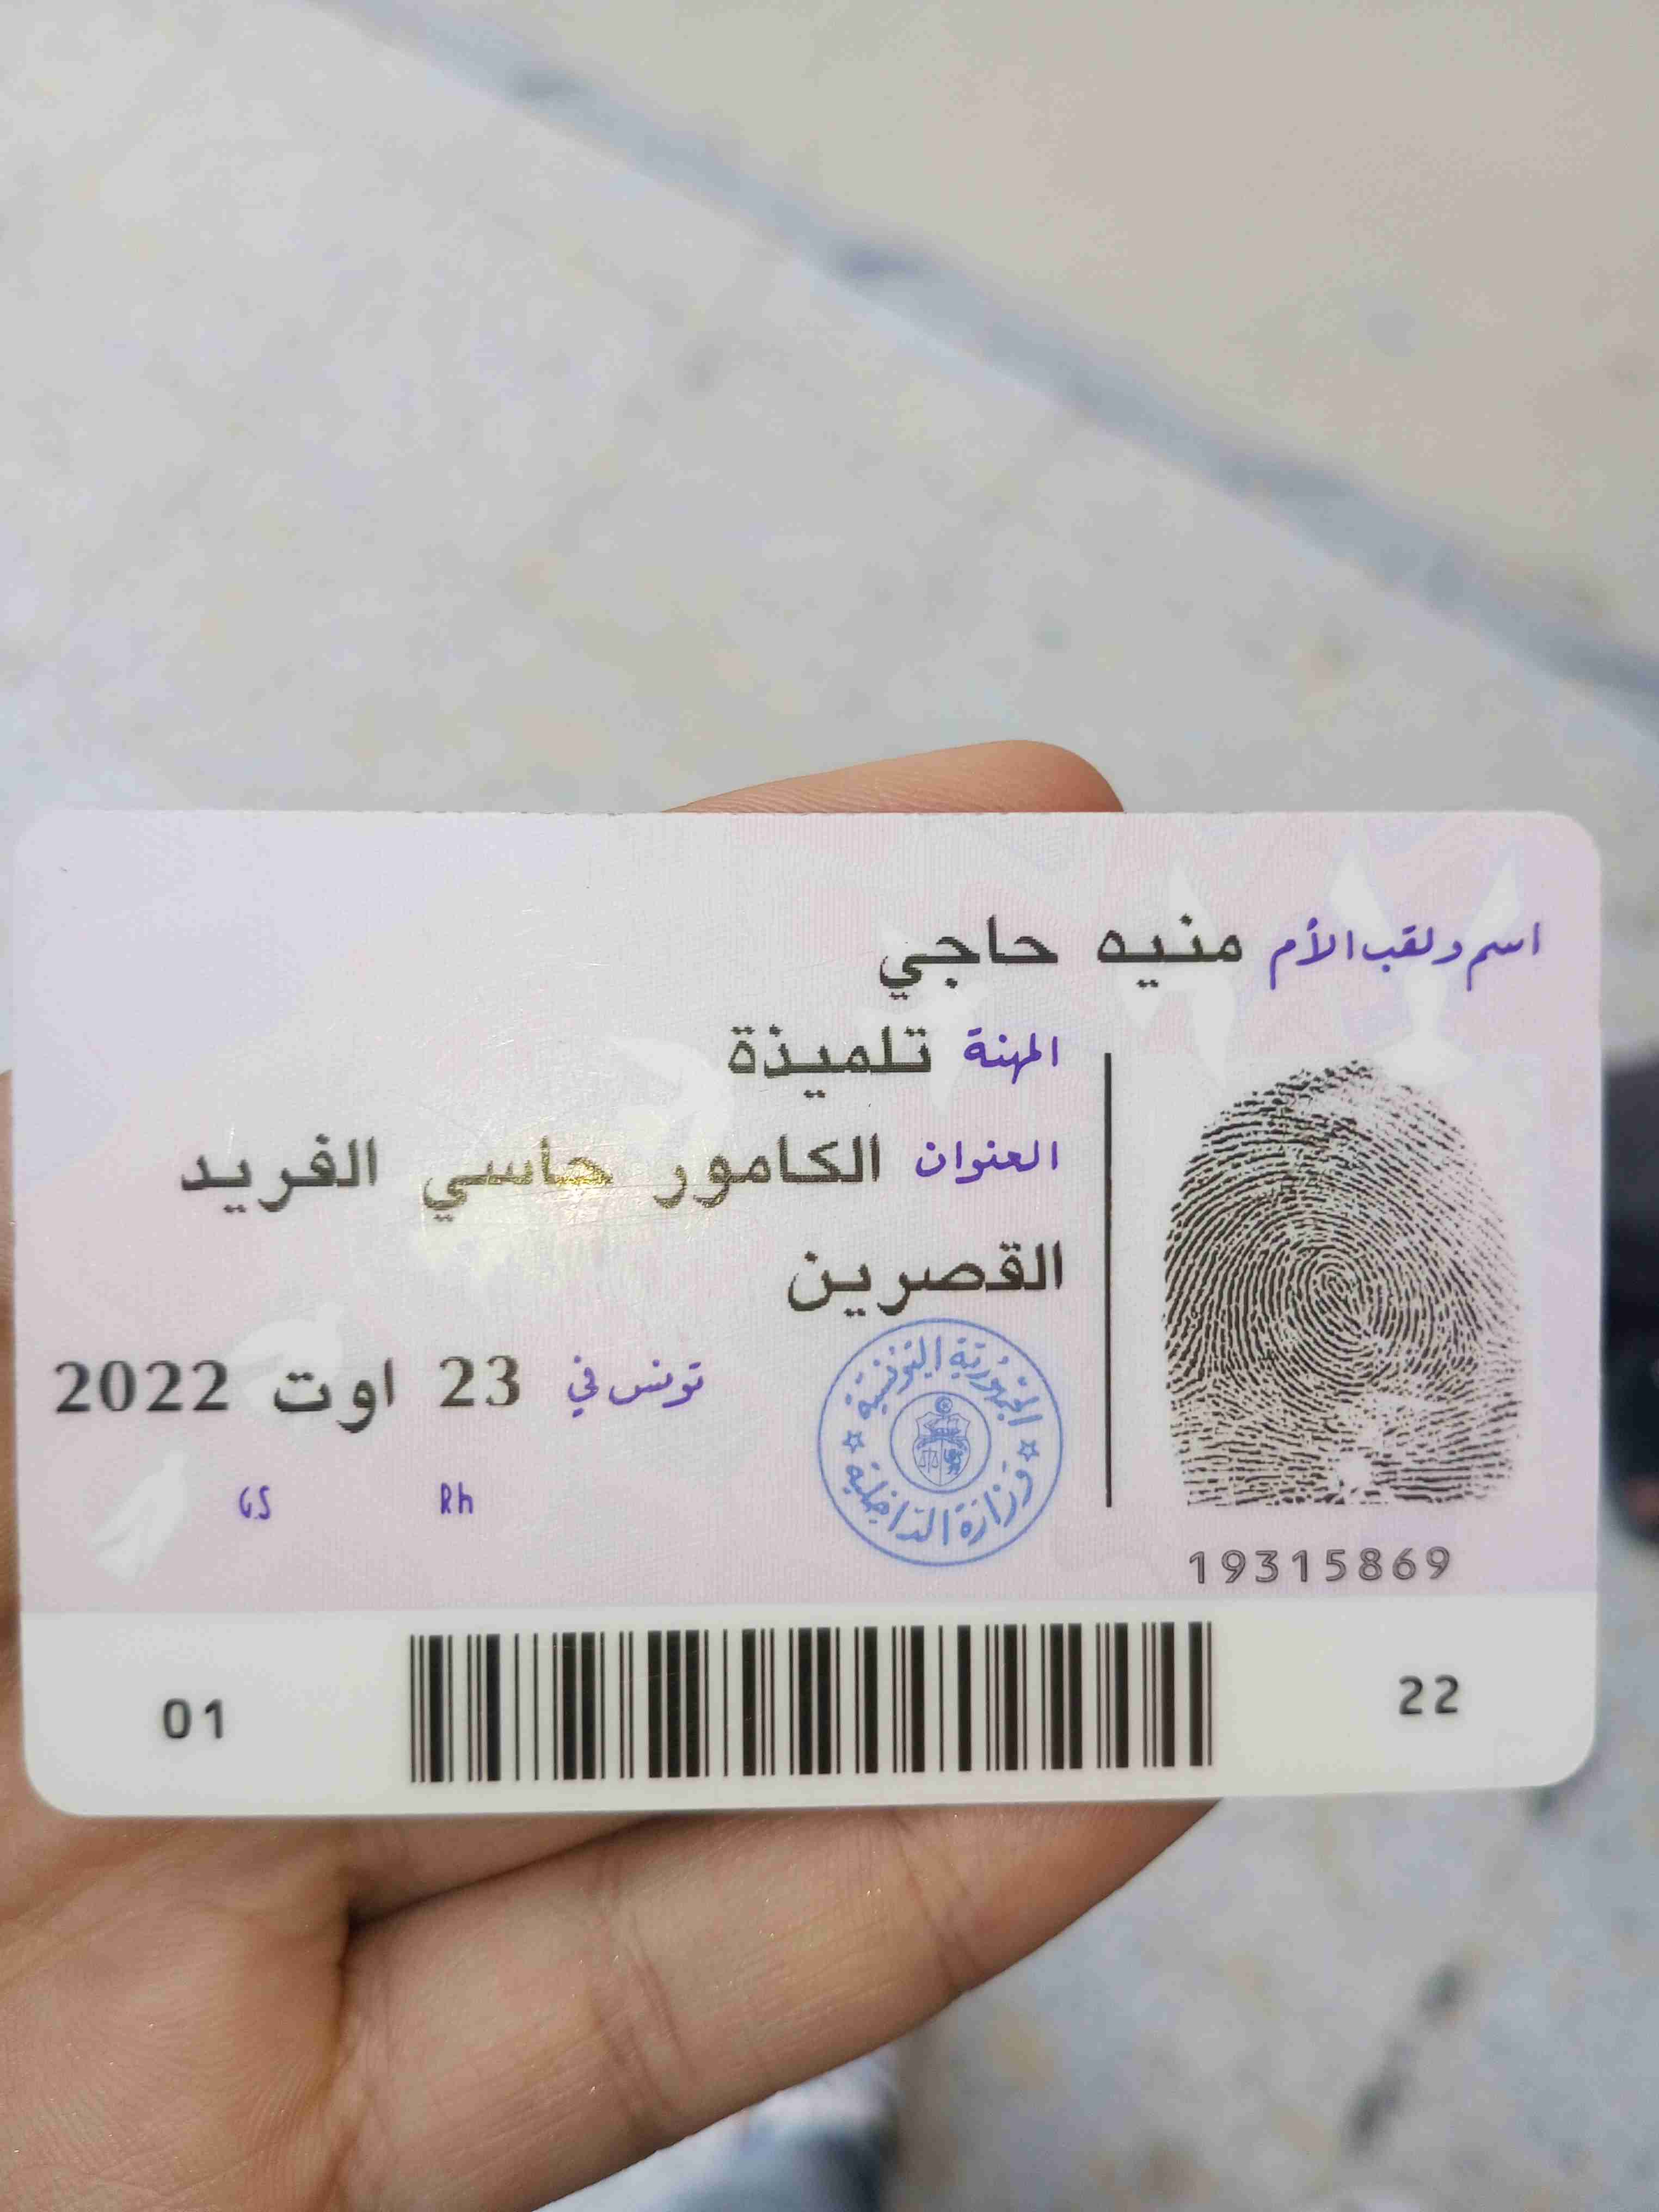 اسم ولقب الأم منيه حاجي
المهنة تلميذة
العنوان الكامور حاسي الفريد
القصرين
تونس في 23 اوت 2022
الجمهورية التونسية
وزارة الداخلية
Rh
GS
19315869
01
22